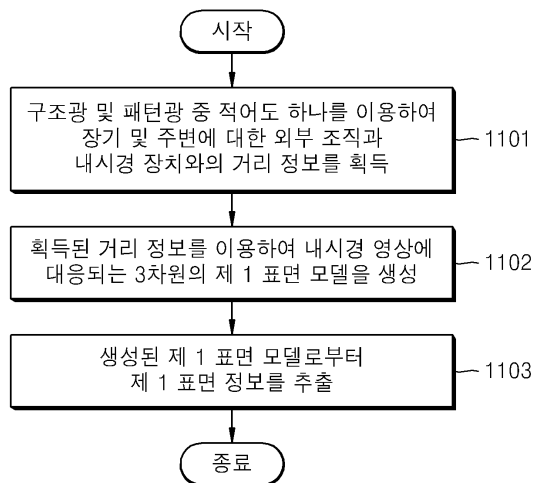 시작
구조광 및 패턴광 중 적어도 하나를 이용하여
장기 및 주변에 대한 외부 조직과
내시경 장치와의 거리 정보를 획득
1101
획득된 거리 정보를 이용하여 내시경 영상에
대응되는 3차원의 제 1 표면 모델을 생성
1102
생성된 제 1 표면 모델로부터
제 1 표면 정보를 추출
1103
종료